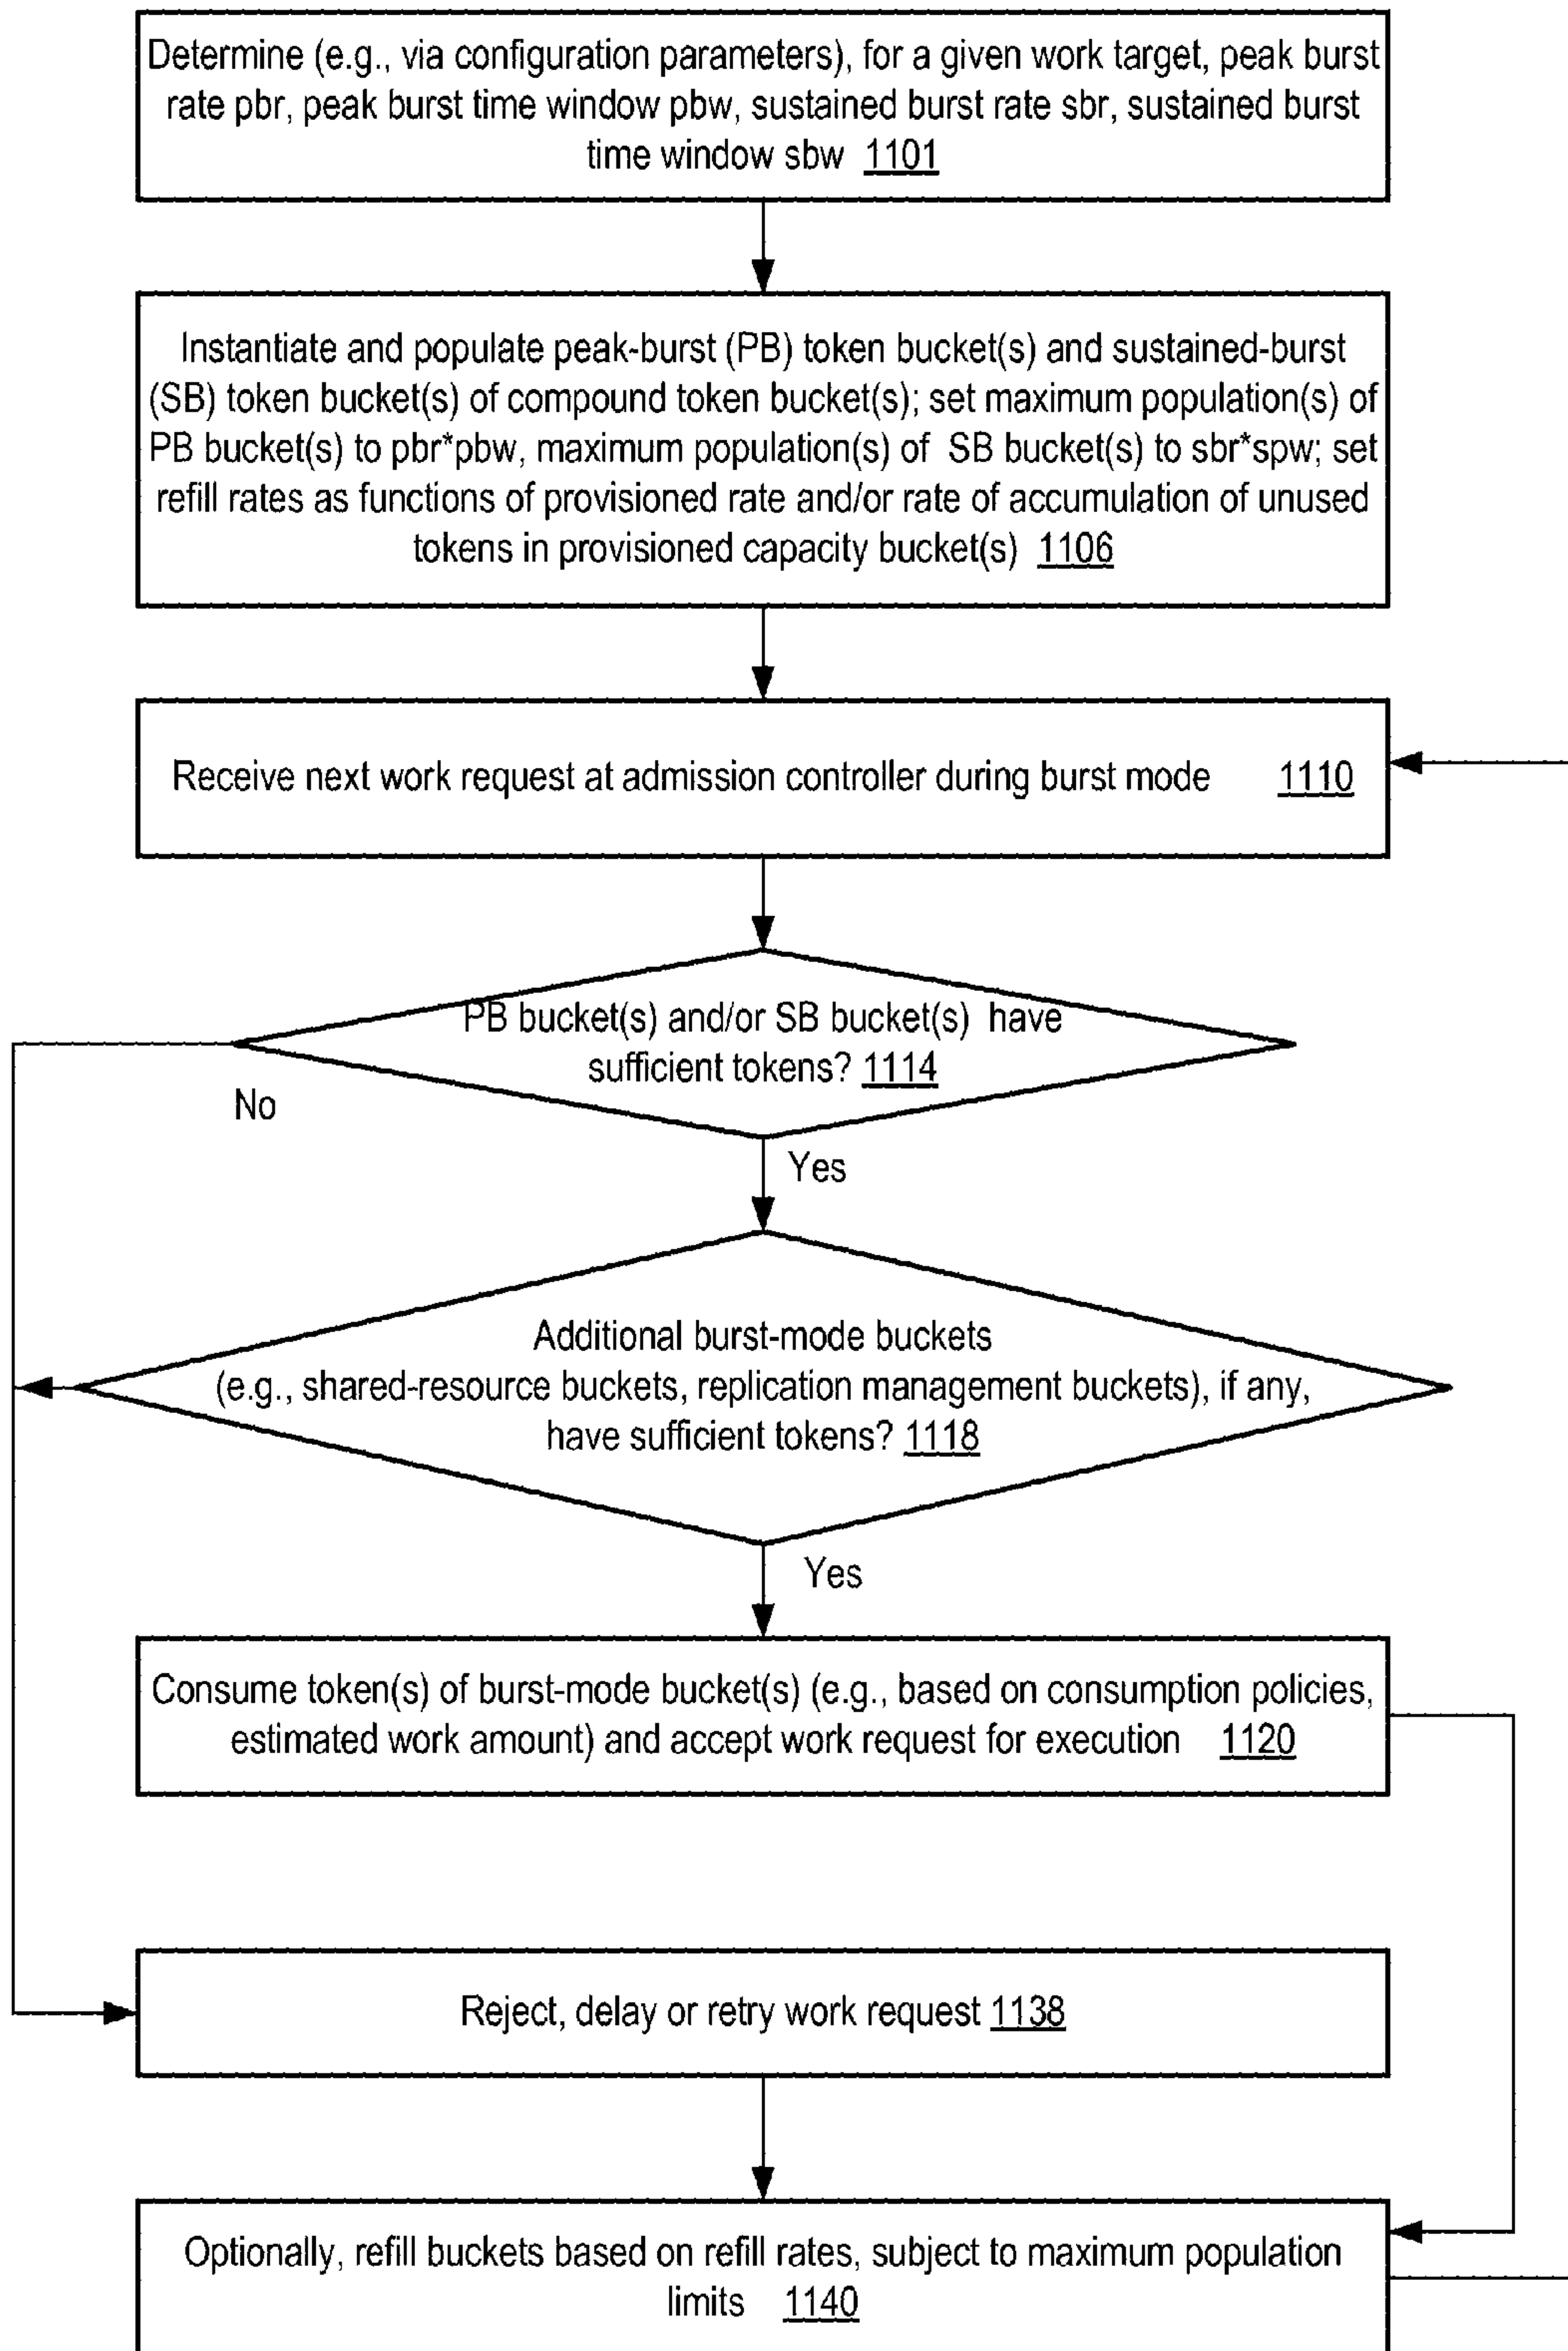 Determine (e.g., via configuration parameters), for a given work target, peak burst
rate pbr, peak burst time window pbw, sustained burst rate sbr, sustained burst
time window sbw 1101
Instantiate and populate peak-burst (PB) token bucket(s) and sustained-burst
(SB) token bucket(s) of compound token bucket(s); set maximum population(s) of
PB bucket(s) to pbr*pbw, maximum population(s) of SB bucket(s) to sbr*spw; set
refill rates as functions of provisioned rate and/or rate of accumulation of unused
tokens in provisioned capacity bucket(s) 1106
Receive next work request at admission controller during burst mode 1110
PB bucket(s) and/or SB bucket(s) have
sufficient tokens? 1114
No
Yes
Additional burst-mode buckets
(e.g., shared-resource buckets, replication management buckets), if any,
have sufficient tokens? 1118
Yes
Consume token(s) of burst-mode bucket(s) (e.g., based on consumption policies,
estimated work amount) and accept work request for execution 1120
Reject, delay or retry work request 1138
Optionally, refill buckets based on refill rates, subject to maximum population
limits 1140